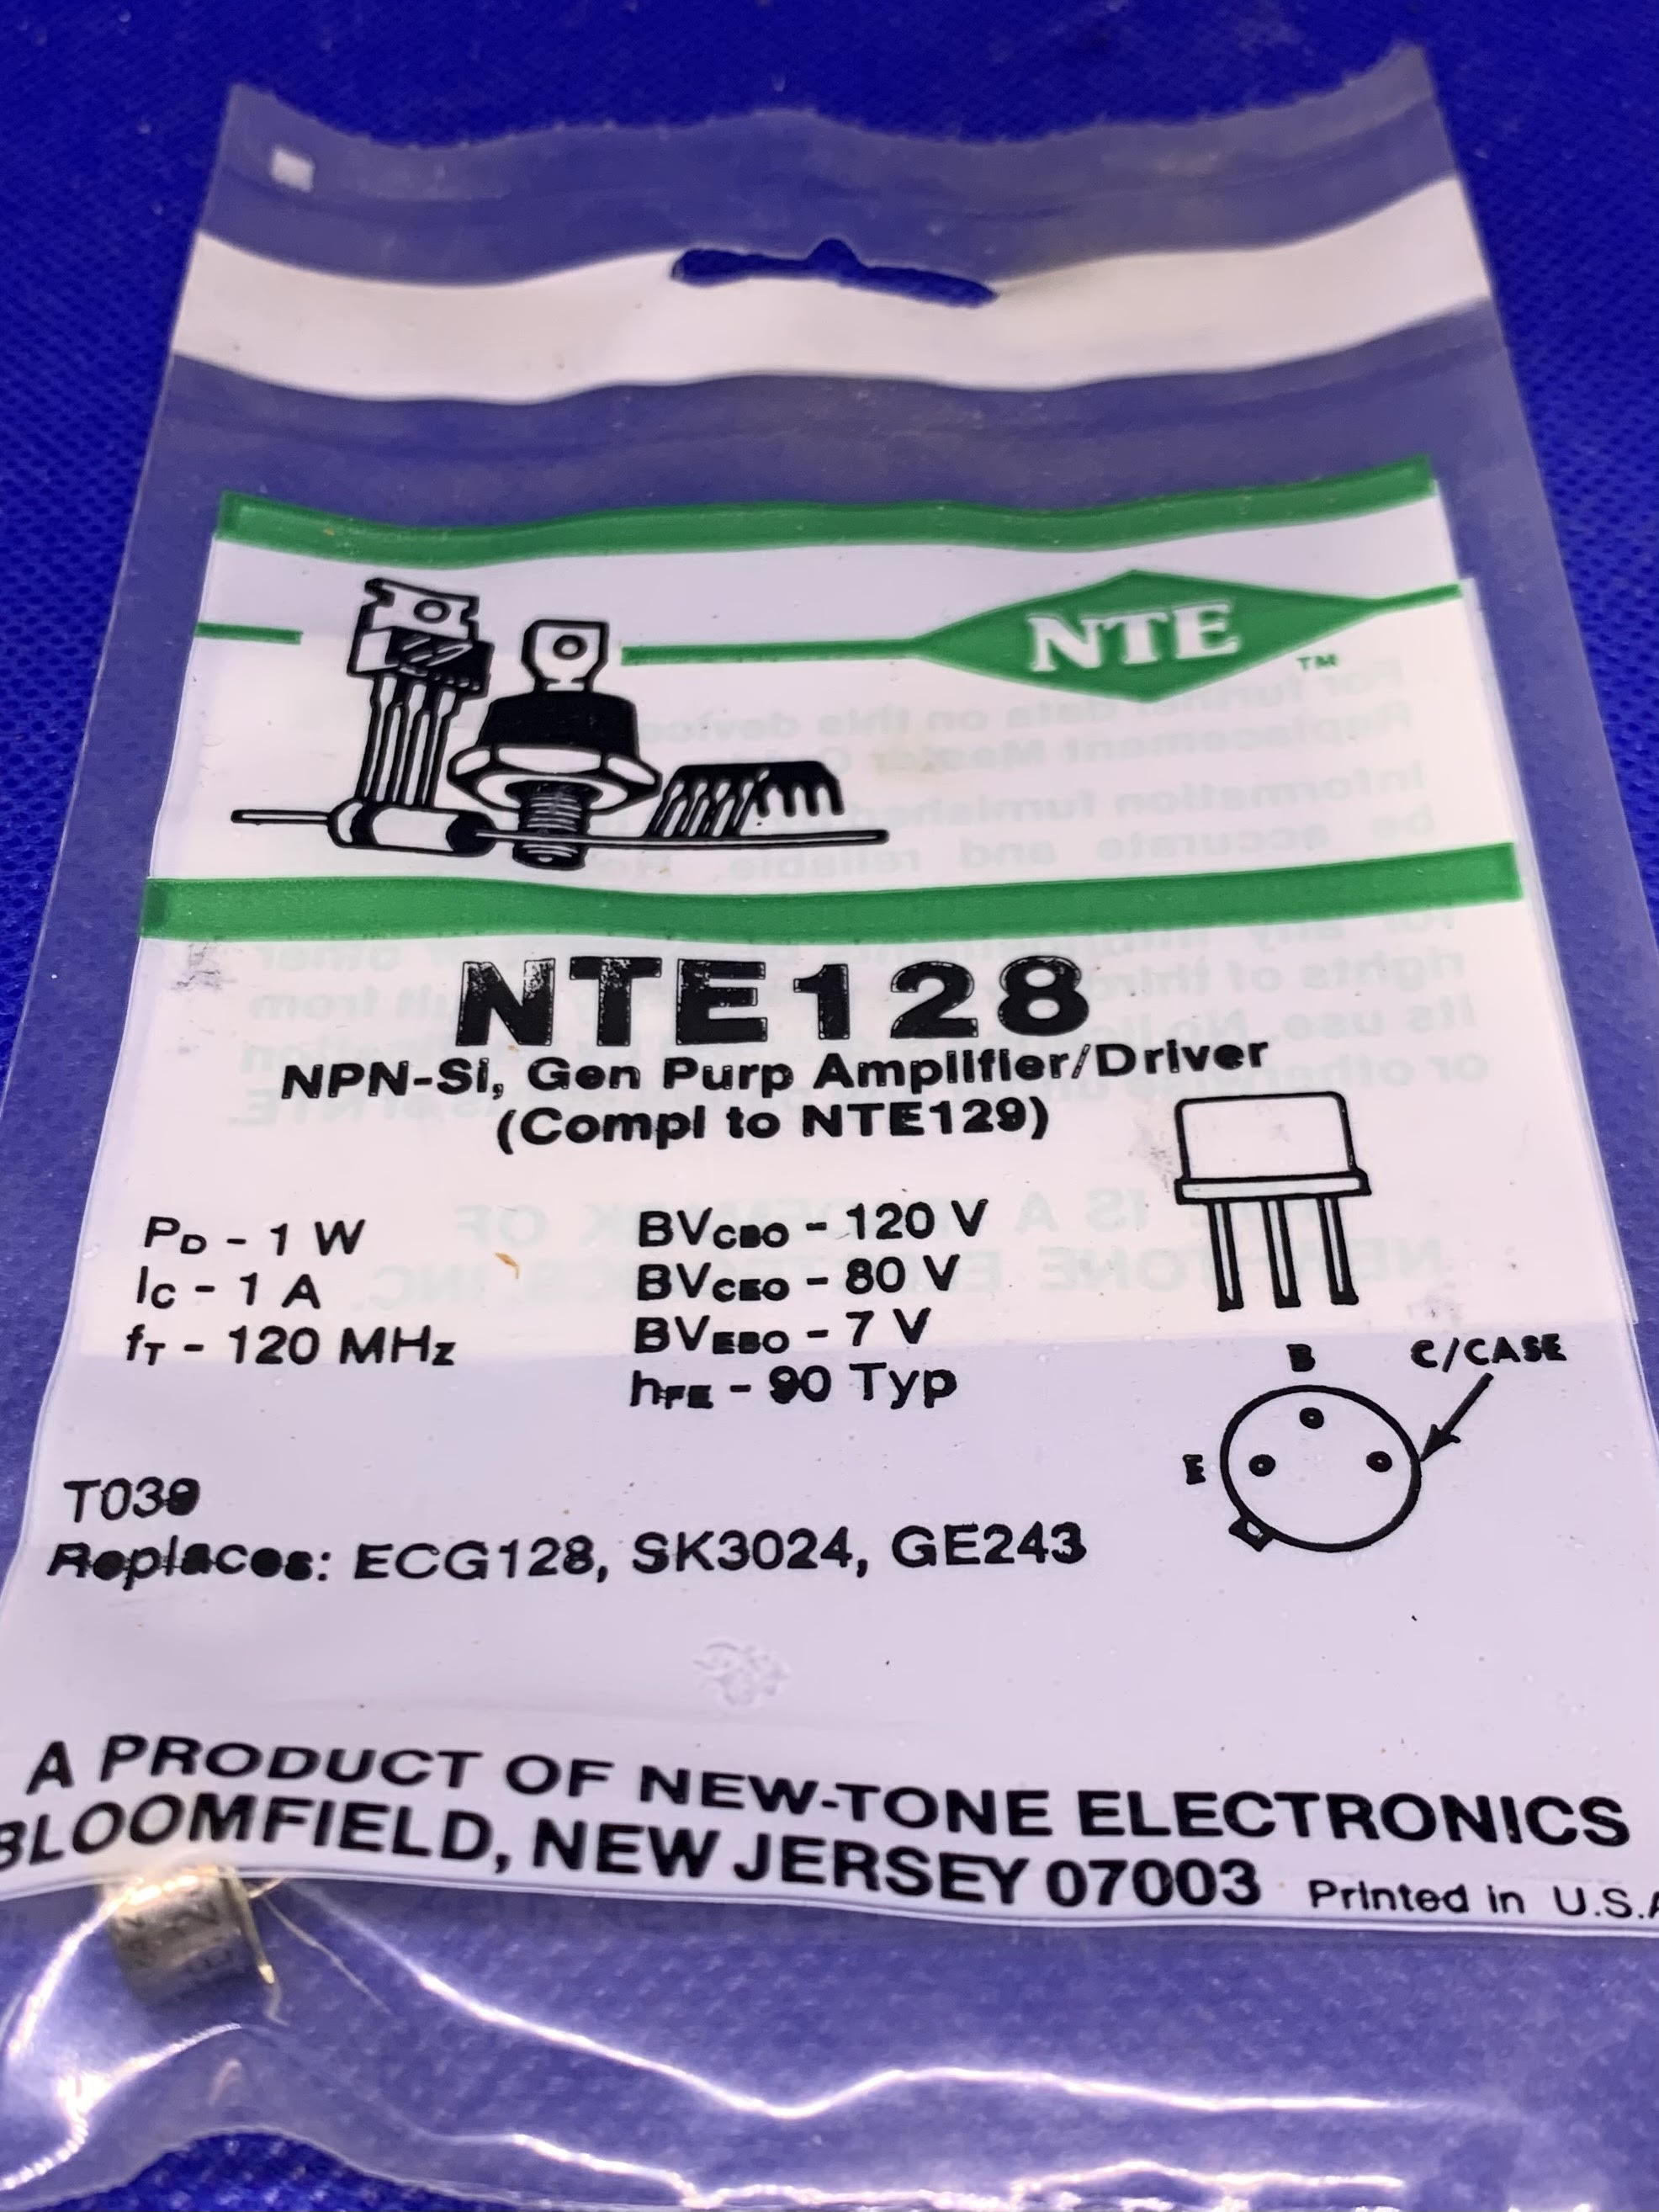 NTE
TM
NTE128
NPN-Si, Gen Purp Amplifier/Driver
(Compl to NTE129)
PD - 1 W
IC - 1 A
fT - 120 MHz
BVCBO - 120 V
BVCEO - 80 V
BVEBO - 7 V
hFE - 90 Typ
B
C/CASE
E
TO39
Replaces: ECG128, SK3024, GE243
A PRODUCT OF NEW-TONE ELECTRONICS
BLOOMFIELD, NEW JERSEY 07003 Printed in U.S.A